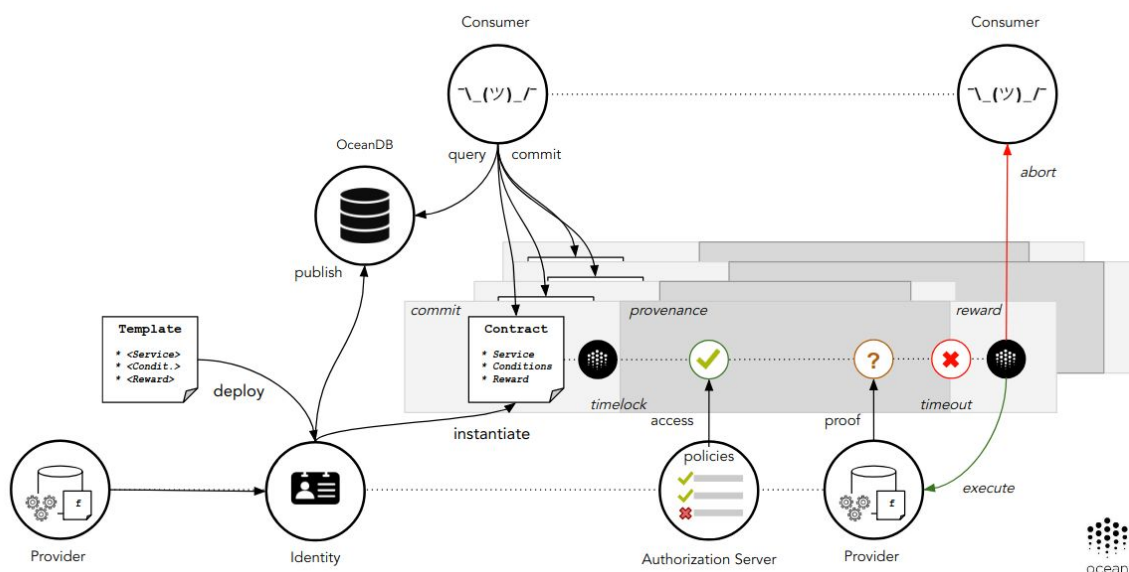 Consumer
Consumer
¯\_(ツ)_/¯
¯\_(ツ)_/¯
OceanDB
query
commit
abort
publish
commit
provenance
reward
Template
* <Service>
* <Condit.>
* <Reward>
Contract
* Service
* Conditions
* Reward
?
deploy
timelock
timeout
access
proof
instantiate
policies
f
f
execute
Provider
Identity
Authorization Server
Provider
ocean